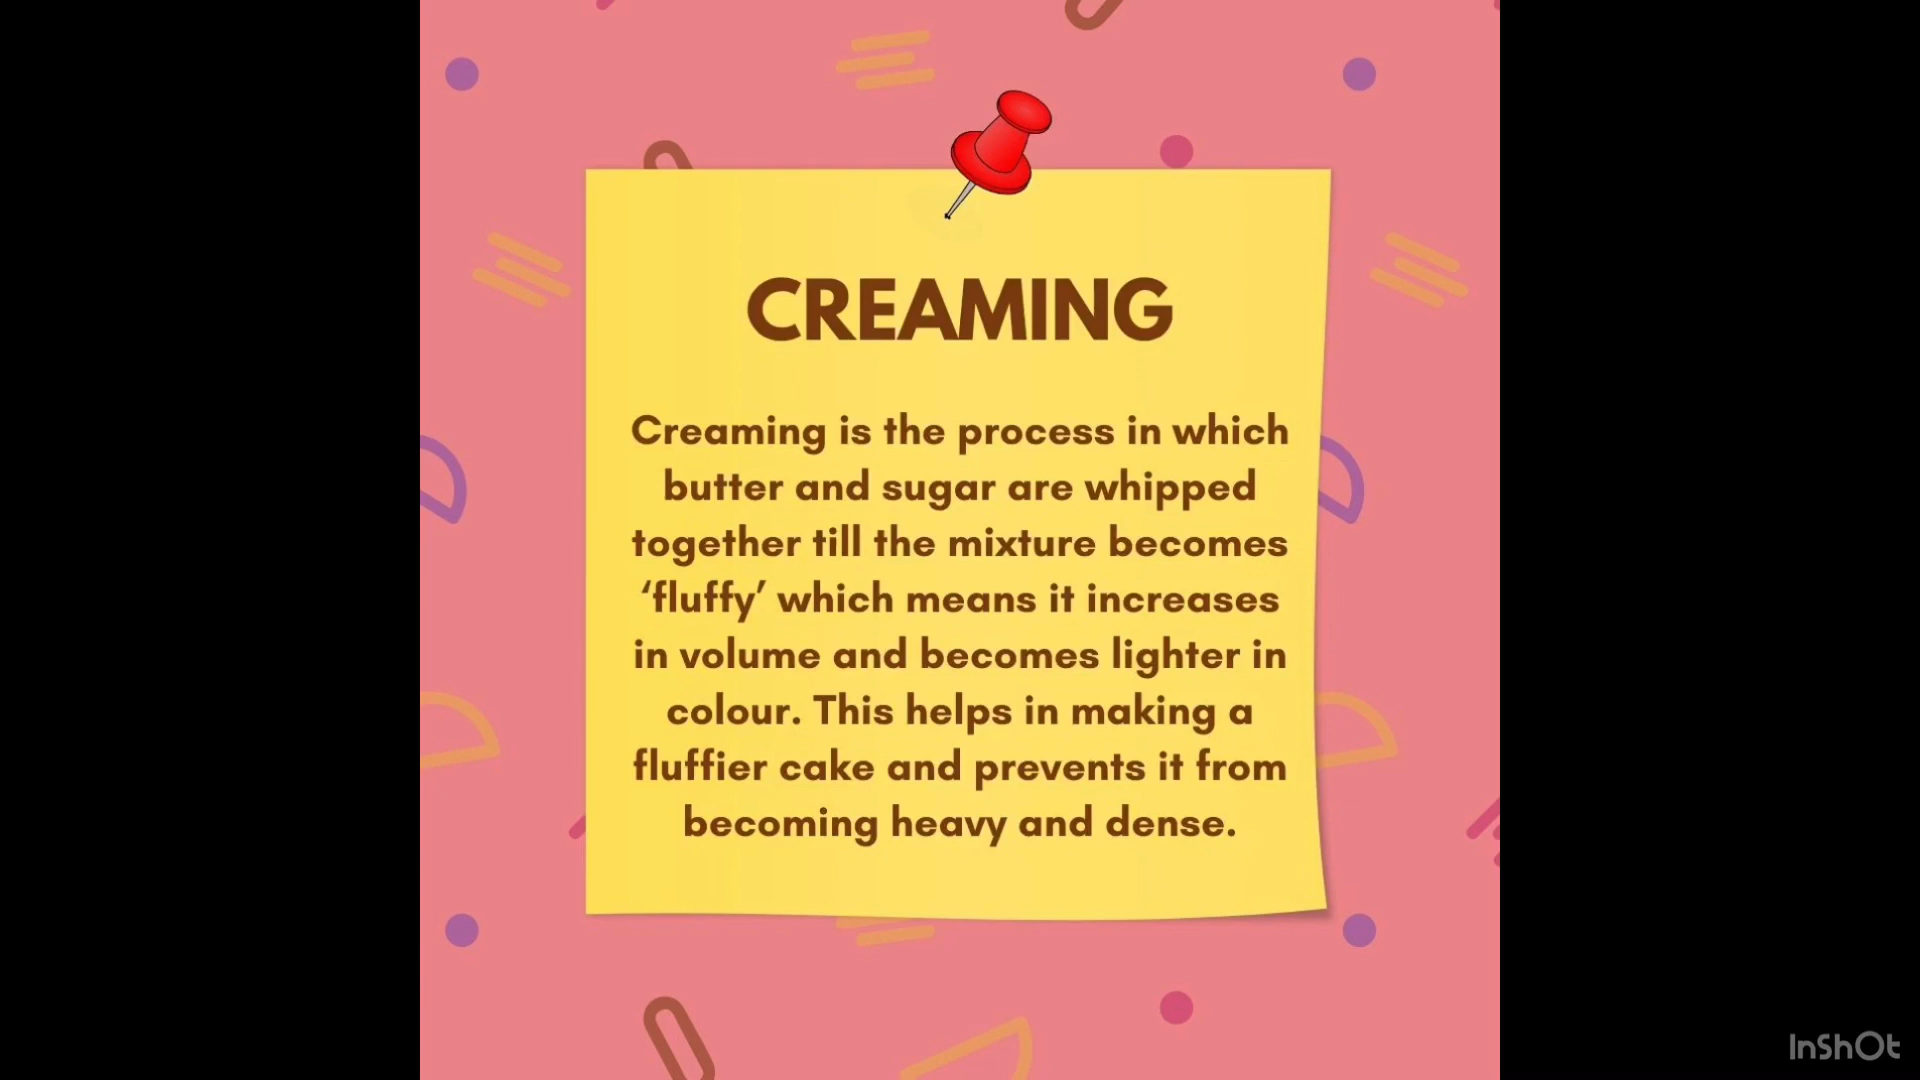 CREAMING
Creaming is the process in which
butter and sugar are whipped
together till the mixture becomes
‘fluffy’ which means it increases
in volume and becomes lighter in
colour. This helps in making a
fluffier cake and prevents it from
becoming heavy and dense.
InShOt